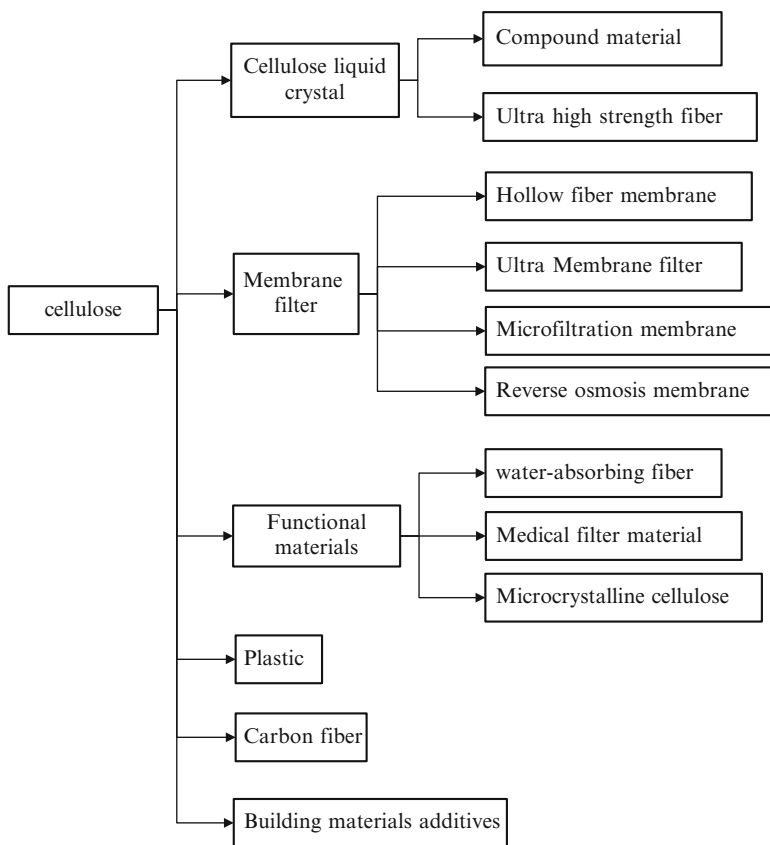 cellulose
Cellulose liquid
crystal
Compound material
Ultra high strength fiber
Membrane
filter
Hollow fiber membrane
Ultra Membrane filter
Microfiltration membrane
Reverse osmosis membrane
Functional
materials
water-absorbing fiber
Medical filter material
Microcrystalline cellulose
Plastic
Carbon fiber
Building materials additives